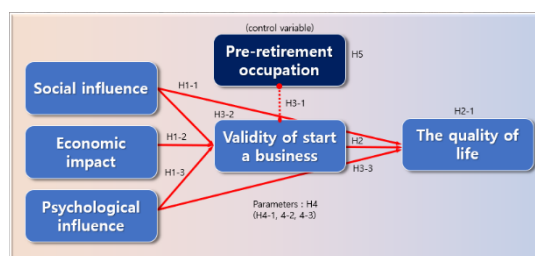 (control variable)
Pre-retirement
occupation
H5
Social influence
H1-1
H3-1
H2-1
H3-2
Economic
impact
H1-2
Validity of start
a business
H2
The quality of
life
H1-3
H3-3
Psychological
influence
Parameters : H4
(H4-1, 4-2, 4-3)